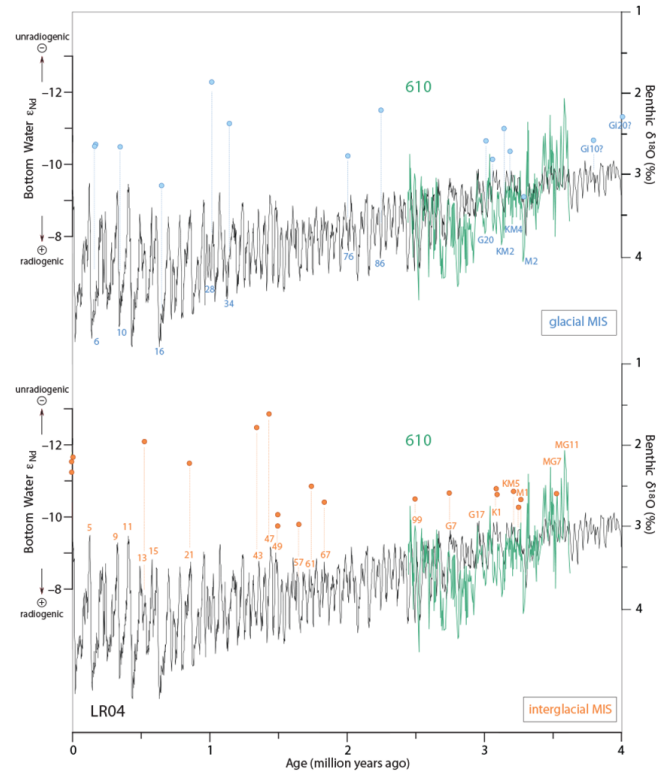 unradiogenic
−
−12
−10
−8
Bottom Water εNd
+
radiogenic
1
2
3
4
Benthic δ18O (‰)
610
GI20?
GI10?
G20
KM4
KM2
M2
76
86
28
34
6
10
16
glacial MIS
unradiogenic
−
−12
−10
−8
Bottom Water εNd
+
radiogenic
1
2
3
4
Benthic δ18O (‰)
610
MG11
MG7
KM5
M1
K1
G17
G7
99
5
9
11
13
15
21
43
47
49
57
61
67
LR04
interglacial MIS
0
1
2
3
4
Age (million years ago)